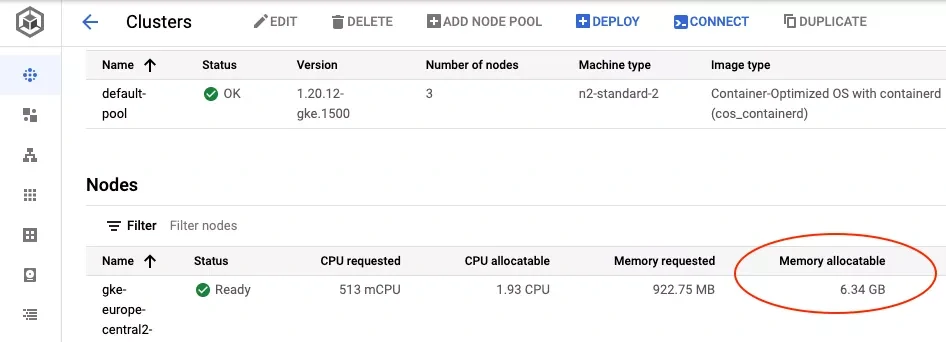 Clusters EDIT DELETE ADD NODE POOL DEPLOY CONNECT DUPLICATE
Name Status Version Number of nodes Machine type Image type
default- OK 1.20.12- 3 n2-standard-2 Container-Optimized OS with containerd
pool gke.1500 (cos_containerd)
Nodes
Filter Filter nodes
Name Status CPU requested CPU allocatable Memory requested Memory allocatable
gke- Ready 513 mCPU 1.93 CPU 922.75 MB 6.34 GB
europe-
central2-